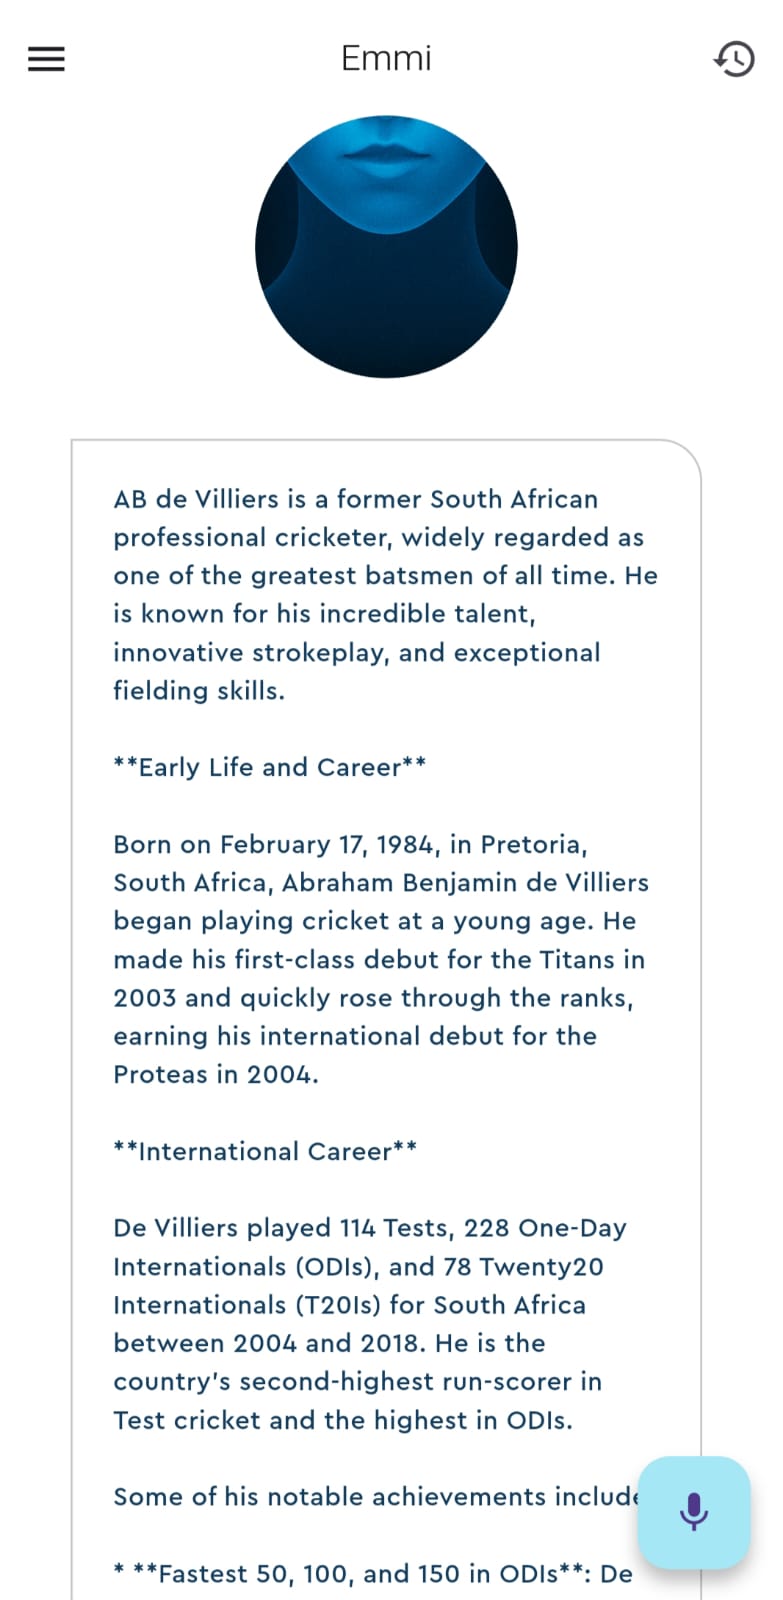 Emmi
AB de Villiers is a former South African
professional cricketer, widely regarded as
one of the greatest batsmen of all time. He
is known for his incredible talent,
innovative strokeplay, and exceptional
fielding skills.
**Early Life and Career**
Born on February 17, 1984, in Pretoria,
South Africa, Abraham Benjamin de Villiers
began playing cricket at a young age. He
made his first-class debut for the Titans in
2003 and quickly rose through the ranks,
earning his international debut for the
Proteas in 2004.
**International Career**
De Villiers played 114 Tests, 228 One-Day
Internationals (ODIs), and 78 Twenty20
Internationals (T20Is) for South Africa
between 2004 and 2018. He is the
country's second-highest run-scorer in
Test cricket and the highest in ODIs.
Some of his notable achievements include
* **Fastest 50, 100, and 150 in ODIs**: De